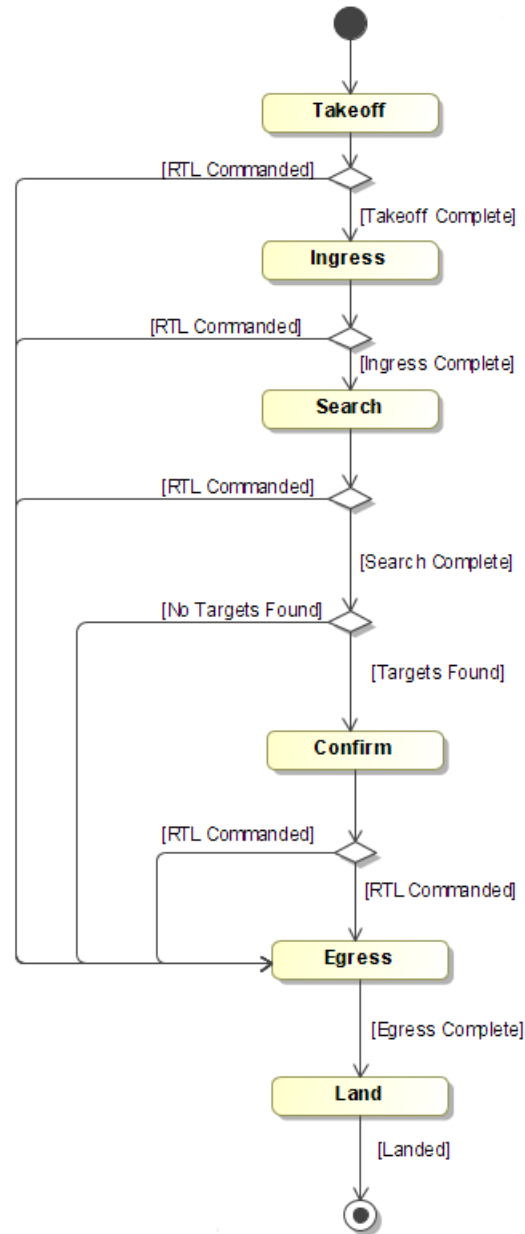 Takeoff
[RTL Commanded]
[Takeoff Complete]
Ingress
[RTL Commanded]
[Ingress Complete]
Search
[RTL Commanded]
[Search Complete]
[No Targets Found]
[Targets Found]
Confirm
[RTL Commanded]
[RTL Commanded]
Egress
[Egress Complete]
Land
[Landed]